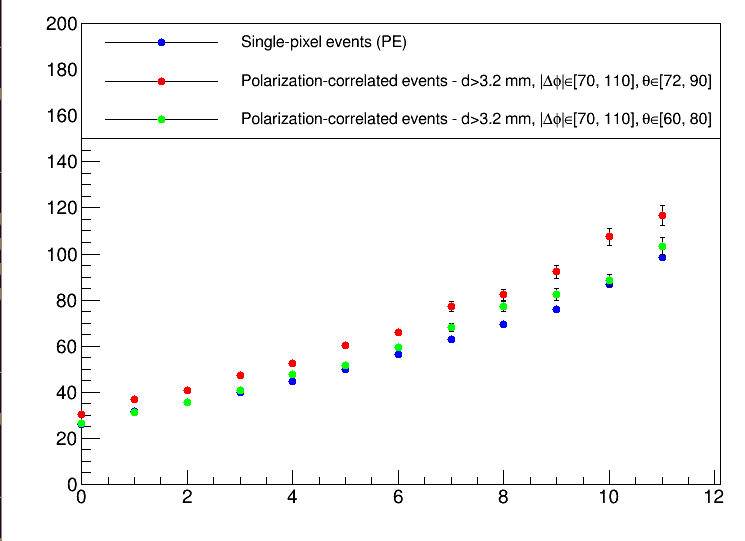 200
180
160
140
120
100
80
60
40
20
0
Single-pixel events (PE)
Polarization-correlated events - d>3.2 mm, |Δϕ|∈[70, 110], θ∈[72, 90]
Polarization-correlated events - d>3.2 mm, |Δϕ|∈[70, 110], θ∈[60, 80]
0 2 4 6 8 10 12